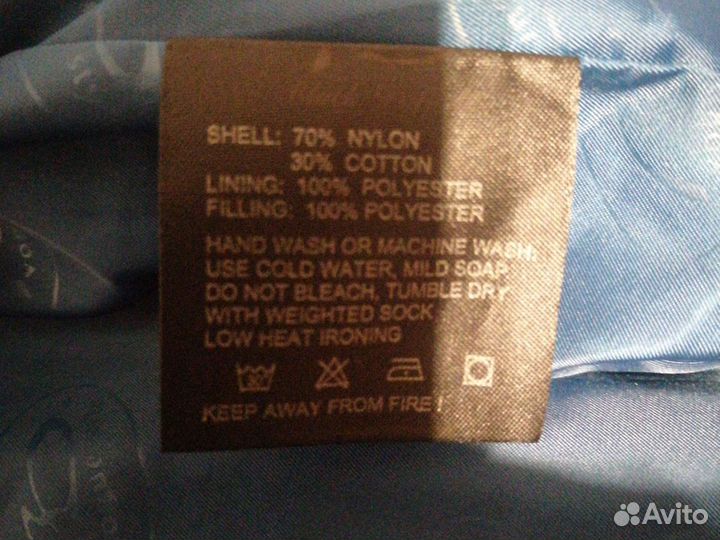 SHELL: 70% NYLON
30% COTTON
LINING: 100% POLYESTER
FILLING: 100% POLYESTER
HAND WASH OR MACHINE WASH,
USE COLD WATER, MILD SOAP
DO NOT BLEACH, TUMBLE DRY
WITH WEIGHTED SOCK
LOW HEAT IRONING
KEEP AWAY FROM FIRE!
Avito